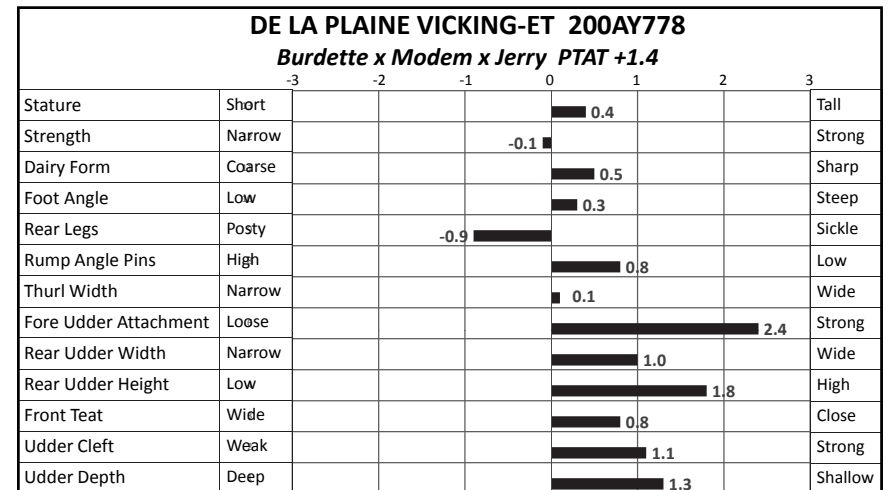 DE LA PLAINE VICKING-ET 200AY778
Burdette x Modem x Jerry PTAT +1.4
-3 -2 -1 0 1 2 3
Stature Short 0.4 Tall
Strength Narrow -0.1 Strong
Dairy Form Coarse 0.5 Sharp
Foot Angle Low 0.3 Steep
Rear Legs Posty -0.9 Sickle
Rump Angle Pins High 0.8 Low
Thurl Width Narrow 0.1 Wide
Fore Udder Attachment Loose 2.4 Strong
Rear Udder Width Narrow 1.0 Wide
Rear Udder Height Low 1.8 High
Front Teat Wide 0.8 Close
Udder Cleft Weak 1.1 Strong
Udder Depth Deep 1.3 Shallow